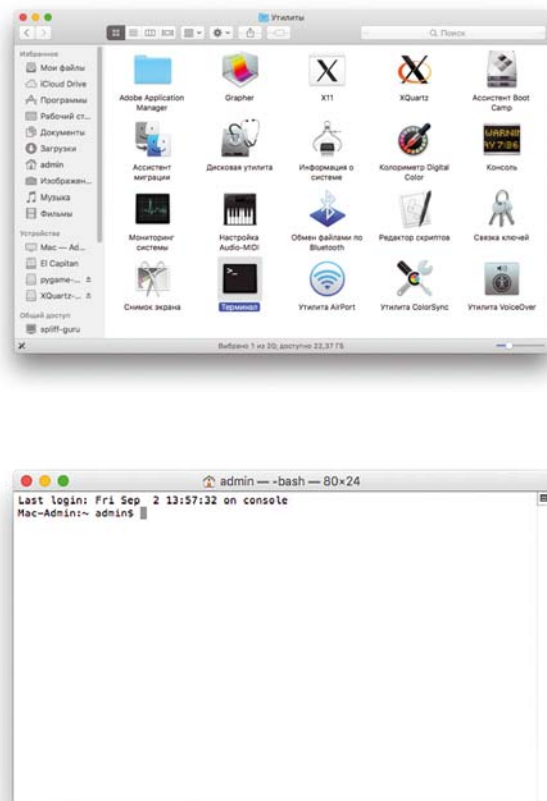 Утилиты
Поиск
Избранное
Мои файлы
iCloud Drive
Программы
Рабочий ст...
Документы
Загрузки
admin
Изображен...
Музыка
Фильмы
Устройства
Mac — Ad...
El Capitan
pygame-...
XQuartz-...
Общий доступ
spliff-guru
Adobe Application Manager
Grapher
X11
XQuartz
Ассистент Boot Camp
Ассистент миграции
Дисковая утилита
Информация о системе
Колориметр Digital Color
Консоль
Мониторинг системы
Настройка Audio-MIDI
Обмен файлами по Bluetooth
Редактор скриптов
Связка ключей
Снимок экрана
Терминал
Утилита AirPort
Утилита ColorSync
Утилита VoiceOver
Выбрано 1 из 20; доступно 22,37 ГБ
admin — -bash — 80×24
Last login: Fri Sep 2 13:57:32 on console
Mac-Admin:~ admin$